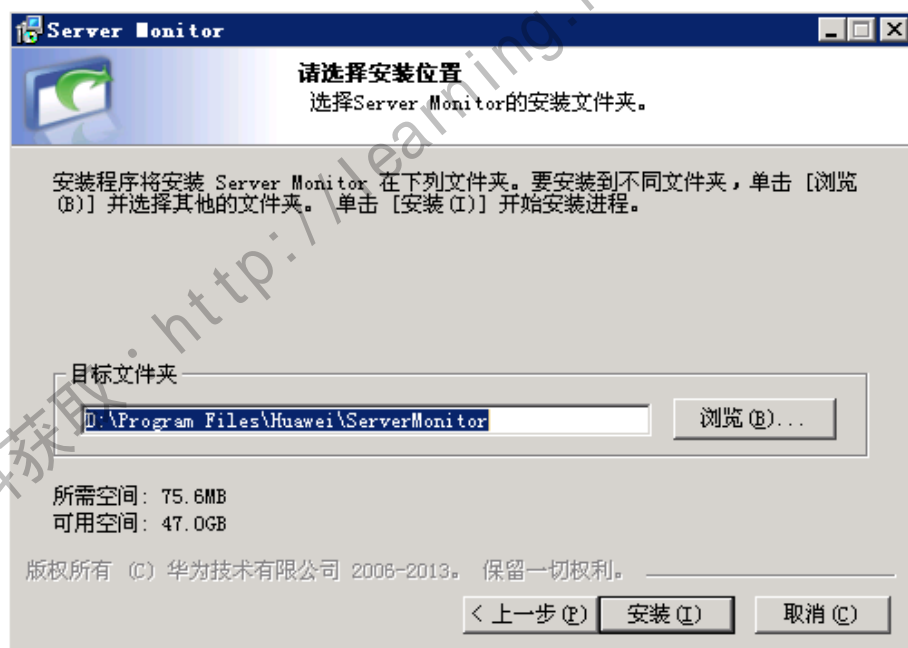 Server Monitor
请选择安装位置
选择Server Monitor的安装文件夹。
安装程序将安装 Server Monitor 在下列文件夹。要安装到不同文件夹，单击 [浏览
(B)] 并选择其他的文件夹。 单击 [安装(I)] 开始安装进程。
目标文件夹
D:\Program Files\Huawei\ServerMonitor
浏览(B)...
所需空间: 75.6MB
可用空间: 47.0GB
版权所有 (C) 华为技术有限公司 2006-2013。 保留一切权利。
< 上一步(P)
安装(I)
取消(C)
获取：http://learning.